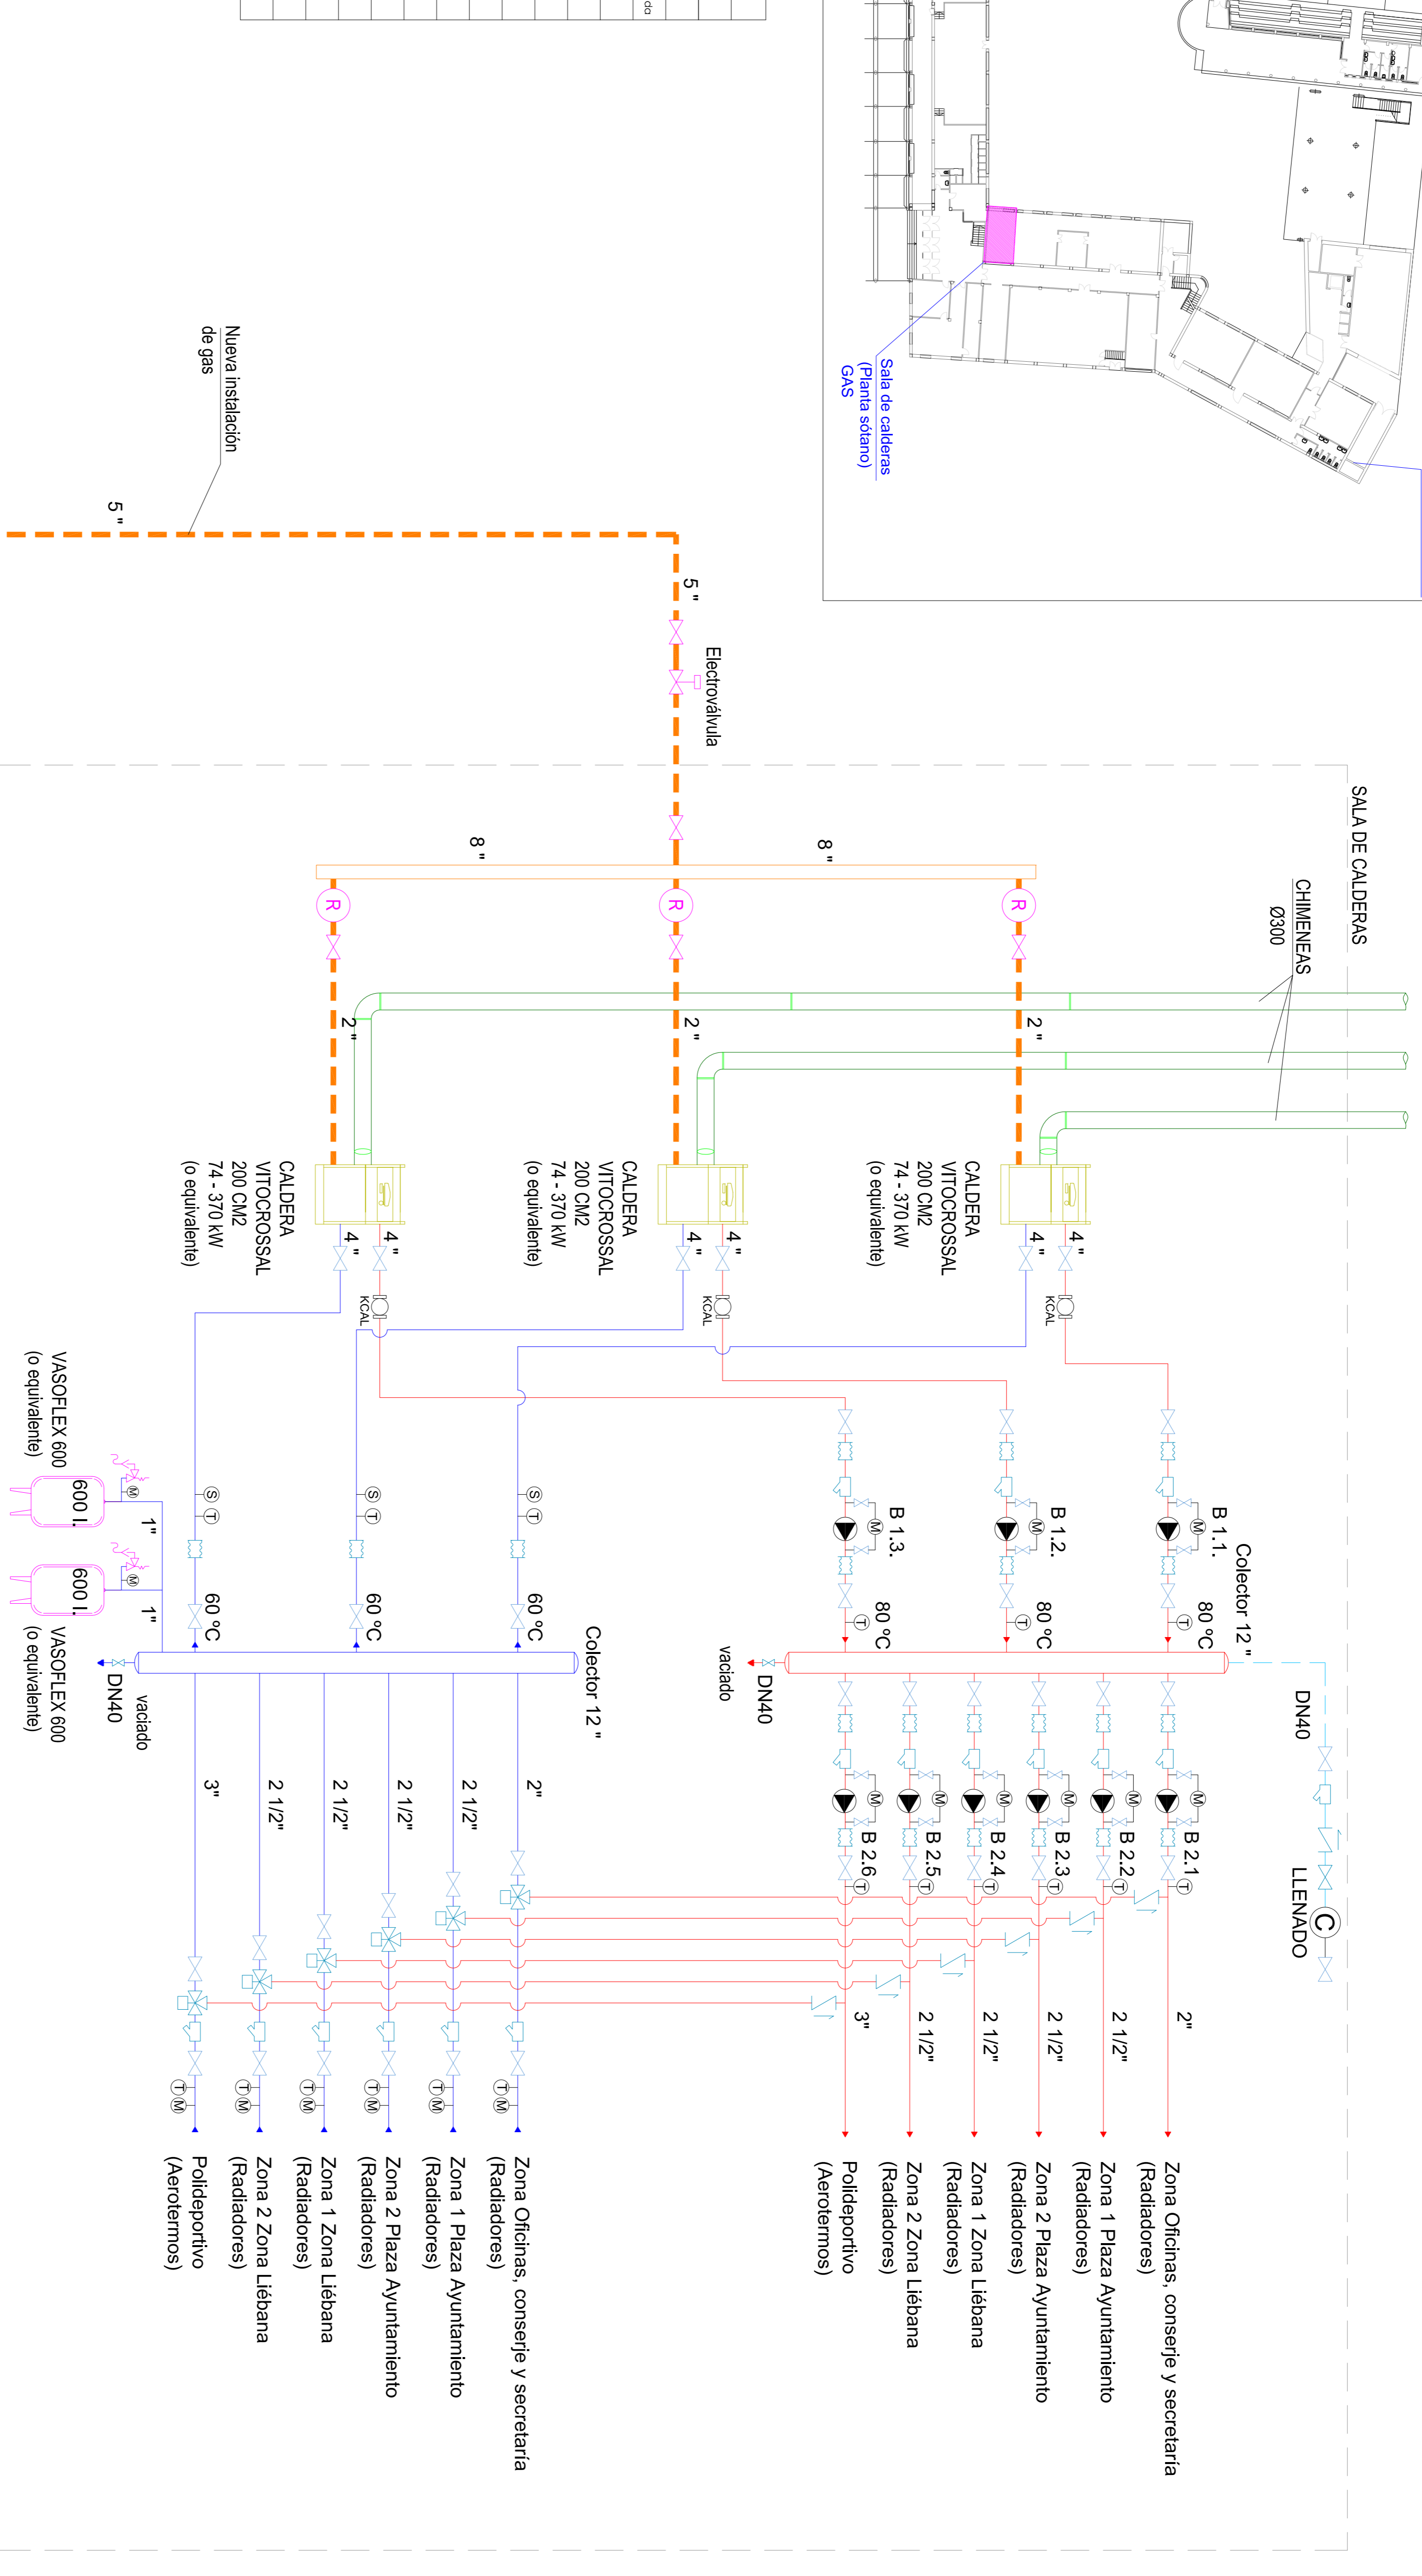 SALA DE CALDERAS
CHIMENEAS
Ø300
Sala de calderas
(Planta sótano)
GAS
Nueva instalación
de gas
5 "
5 "
Electroválvula
8 "
8 "
R
R
R
2 "
2 "
2 "
CALDERA
VITOCROSSAL
200 CM2
74 - 370 kW
(o equivalente)
CALDERA
VITOCROSSAL
200 CM2
74 - 370 kW
(o equivalente)
CALDERA
VITOCROSSAL
200 CM2
74 - 370 kW
(o equivalente)
4 "
4 "
4 "
4 "
4 "
4 "
KCAL
KCAL
KCAL
B 1.1.
M
80 ºC
T
B 1.2.
M
80 ºC
T
B 1.3.
M
80 ºC
T
Colector 12 "
DN40
LLENADO
C
DN40
vaciado
S T
60 ºC
S T
60 ºC
S T
60 ºC
Colector 12 "
VASOFLEX 600
(o equivalente)
600 l.
M
1"
VASOFLEX 600
(o equivalente)
600 l.
M
1"
DN40
vaciado
M
B 2.1
T
2"
Zona Oficinas, conserje y secretaría
(Radiadores)
M
B 2.2
T
2 1/2"
Zona 1 Plaza Ayuntamiento
(Radiadores)
M
B 2.3
T
2 1/2"
Zona 2 Plaza Ayuntamiento
(Radiadores)
M
B 2.4
T
2 1/2"
Zona 1 Zona Liébana
(Radiadores)
M
B 2.5
T
2 1/2"
Zona 2 Zona Liébana
(Radiadores)
M
B 2.6
T
3"
Polideportivo
(Aerotermos)
2"
T M
Zona Oficinas, conserje y secretaría
(Radiadores)
2 1/2"
T M
Zona 1 Plaza Ayuntamiento
(Radiadores)
2 1/2"
T M
Zona 2 Plaza Ayuntamiento
(Radiadores)
2 1/2"
T M
Zona 1 Zona Liébana
(Radiadores)
2 1/2"
T M
Zona 2 Zona Liébana
(Radiadores)
3"
T M
Polideportivo
(Aerotermos)